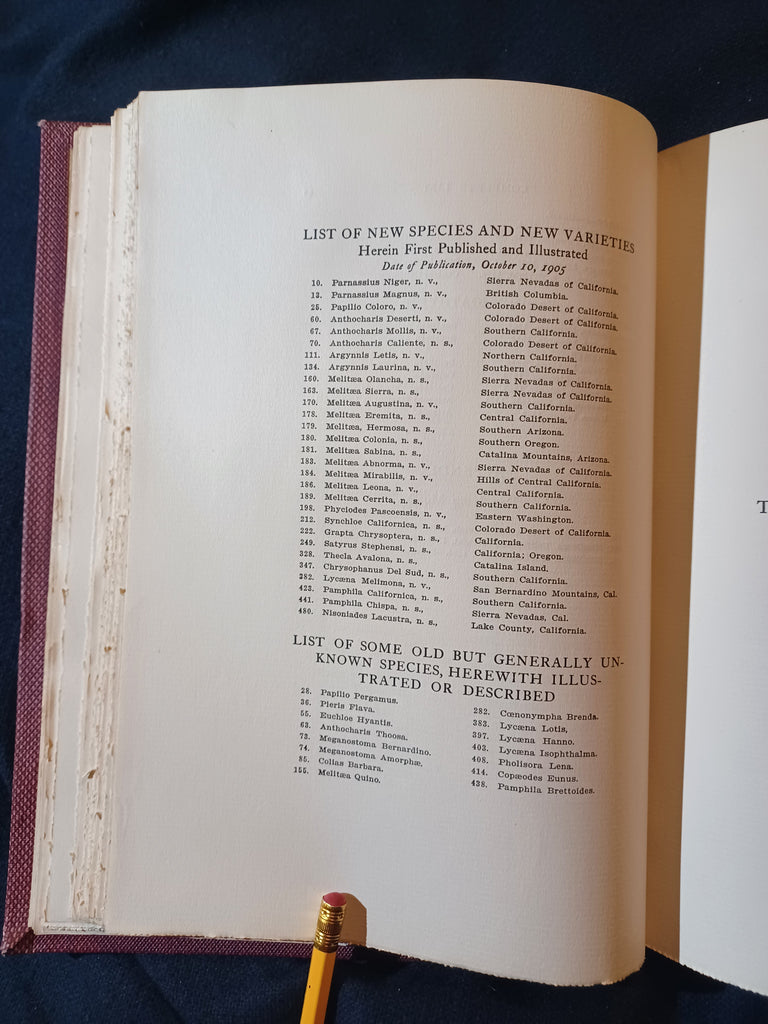 LIST OF NEW SPECIES AND NEW VARIETIES
Herein First Published and Illustrated
Date of Publication, October 10, 1905
10. Parnassius Niger, n. v., Sierra Nevadas of California.
13. Parnassius Magnus, n. v., British Columbia.
25. Papilio Coloro, n. v., Colorado Desert of California.
60. Anthocharis Deserti, n. v., Colorado Desert of California.
67. Anthocharis Mollis, n. v., Southern California.
70. Anthocharis Caliente, n. s., Colorado Desert of California.
111. Argynnis Letis, n. v., Northern California.
134. Argynnis Laurina, n. v., Southern California.
160. Melitæa Olancha, n. s., Sierra Nevadas of California.
163. Melitæa Sierra, n. s., Sierra Nevadas of California.
170. Melitæa Augustina, n. v., Southern California.
178. Melitæa Eremita, n. s., Central California.
179. Melitæa, Hermosa, n. s., Southern Arizona.
180. Melitæa Colonia, n. s., Southern Oregon.
181. Melitæa Sabina, n. s., Catalina Mountains, Arizona.
183. Melitæa Abnorma, n. v., Sierra Nevadas of California.
184. Melitæa Mirabilis, n. v., Hills of Central California.
186. Melitæa Leona, n. v., Central California.
189. Melitæa Cerrita, n. s., Southern California.
198. Phyciodes Pascoensis, n. v., Eastern Washington.
212. Synchloe Californica, n. s., Colorado Desert of California.
222. Grapta Chrysoptera, n. s., California.
249. Satyrus Stephensi, n. s., California; Oregon.
328. Thecla Avalona, n. s., Catalina Island.
347. Chrysophanus Del Sud, n. s., Southern California.
382. Lycæna Melimona, n. v., San Bernardino Mountains, Cal.
423. Pamphila Californica, n. s., Southern California.
441. Pamphila Chispa, n. s., Sierra Nevadas, Cal.
480. Nisoniades Lacustra, n. s., Lake County, California.
LIST OF SOME OLD BUT GENERALLY UN-
KNOWN SPECIES, HEREWITH ILLUS-
TRATED OR DESCRIBED
28. Papilio Pergamus.
36. Pieris Flava.
55. Euchloe Hyantis.
63. Anthocharis Thoosa.
73. Meganostoma Bernardino.
74. Meganostoma Amorphæ.
85. Colias Barbara.
155. Melitæa Quino.
282. Cœnonympha Brenda.
383. Lycæna Lotis,
397. Lycæna Hanno.
403. Lycæna Isophthalma.
408. Pholisora Lena.
414. Copæodes Eunus.
438. Pamphila Brettoides.
T